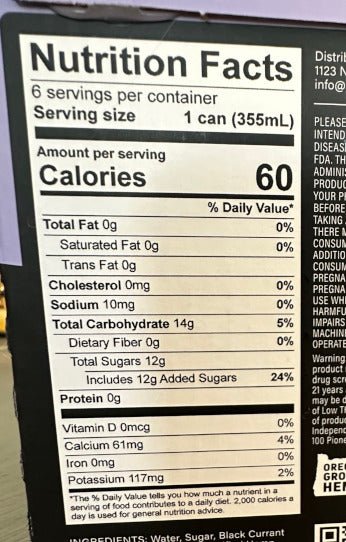 Nutrition Facts
6 servings per container
Serving size 1 can (355mL)
Amount per serving
Calories 60
% Daily Value*
Total Fat 0g 0%
Saturated Fat 0g 0%
Trans Fat 0g
Cholesterol 0mg 0%
Sodium 10mg 0%
Total Carbohydrate 14g 5%
Dietary Fiber 0g 0%
Total Sugars 12g
Includes 12g Added Sugars 24%
Protein 0g
Vitamin D 0mcg 0%
Calcium 61mg 4%
Iron 0mg 0%
Potassium 117mg 2%
*The % Daily Value tells you how much a nutrient in a
serving of food contributes to a daily diet. 2,000 calories a
day is used for general nutrition advice.
INGREDIENTS: Water, Sugar, Black Currant
Distri
1123 N
info@
PLEASE
INTEND
DISEAS
FDA. TH
ADMINIS
PRODUC
YOUR PH
BEFORE
TAKING
THERE M
CONSUM
ADDITIO
CONSUM
PREGNA
PREGNA
USE WH
HARMFU
IMPAIRS
MACHIN
OPERATE
Warning
product
drug scr
21 years
may be d
of Low T
of produc
Independ
100 Pione
ORE
GRO
HE